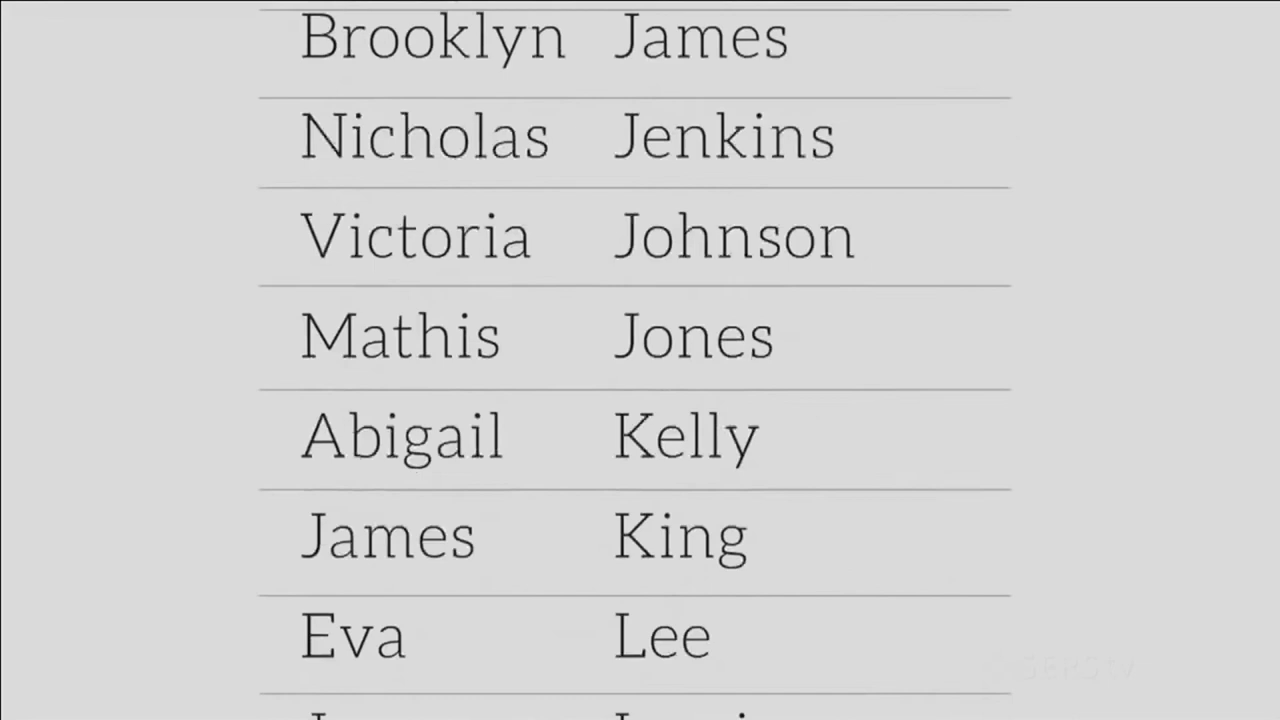 Brooklyn James
Nicholas Jenkins
Victoria Johnson
Mathis Jones
Abigail Kelly
James King
Eva Lee